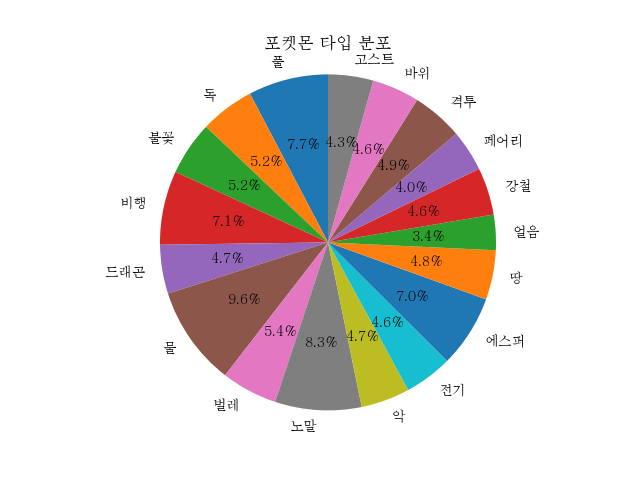 포켓몬 타입 분포
풀
7.7%
독
5.2%
불꽃
5.2%
비행
7.1%
드래곤
4.7%
물
9.6%
벌레
5.4%
노말
8.3%
악
4.7%
전기
4.6%
에스퍼
7.0%
땅
4.8%
얼음
3.4%
강철
4.6%
페어리
4.0%
격투
4.9%
바위
4.6%
고스트
4.3%